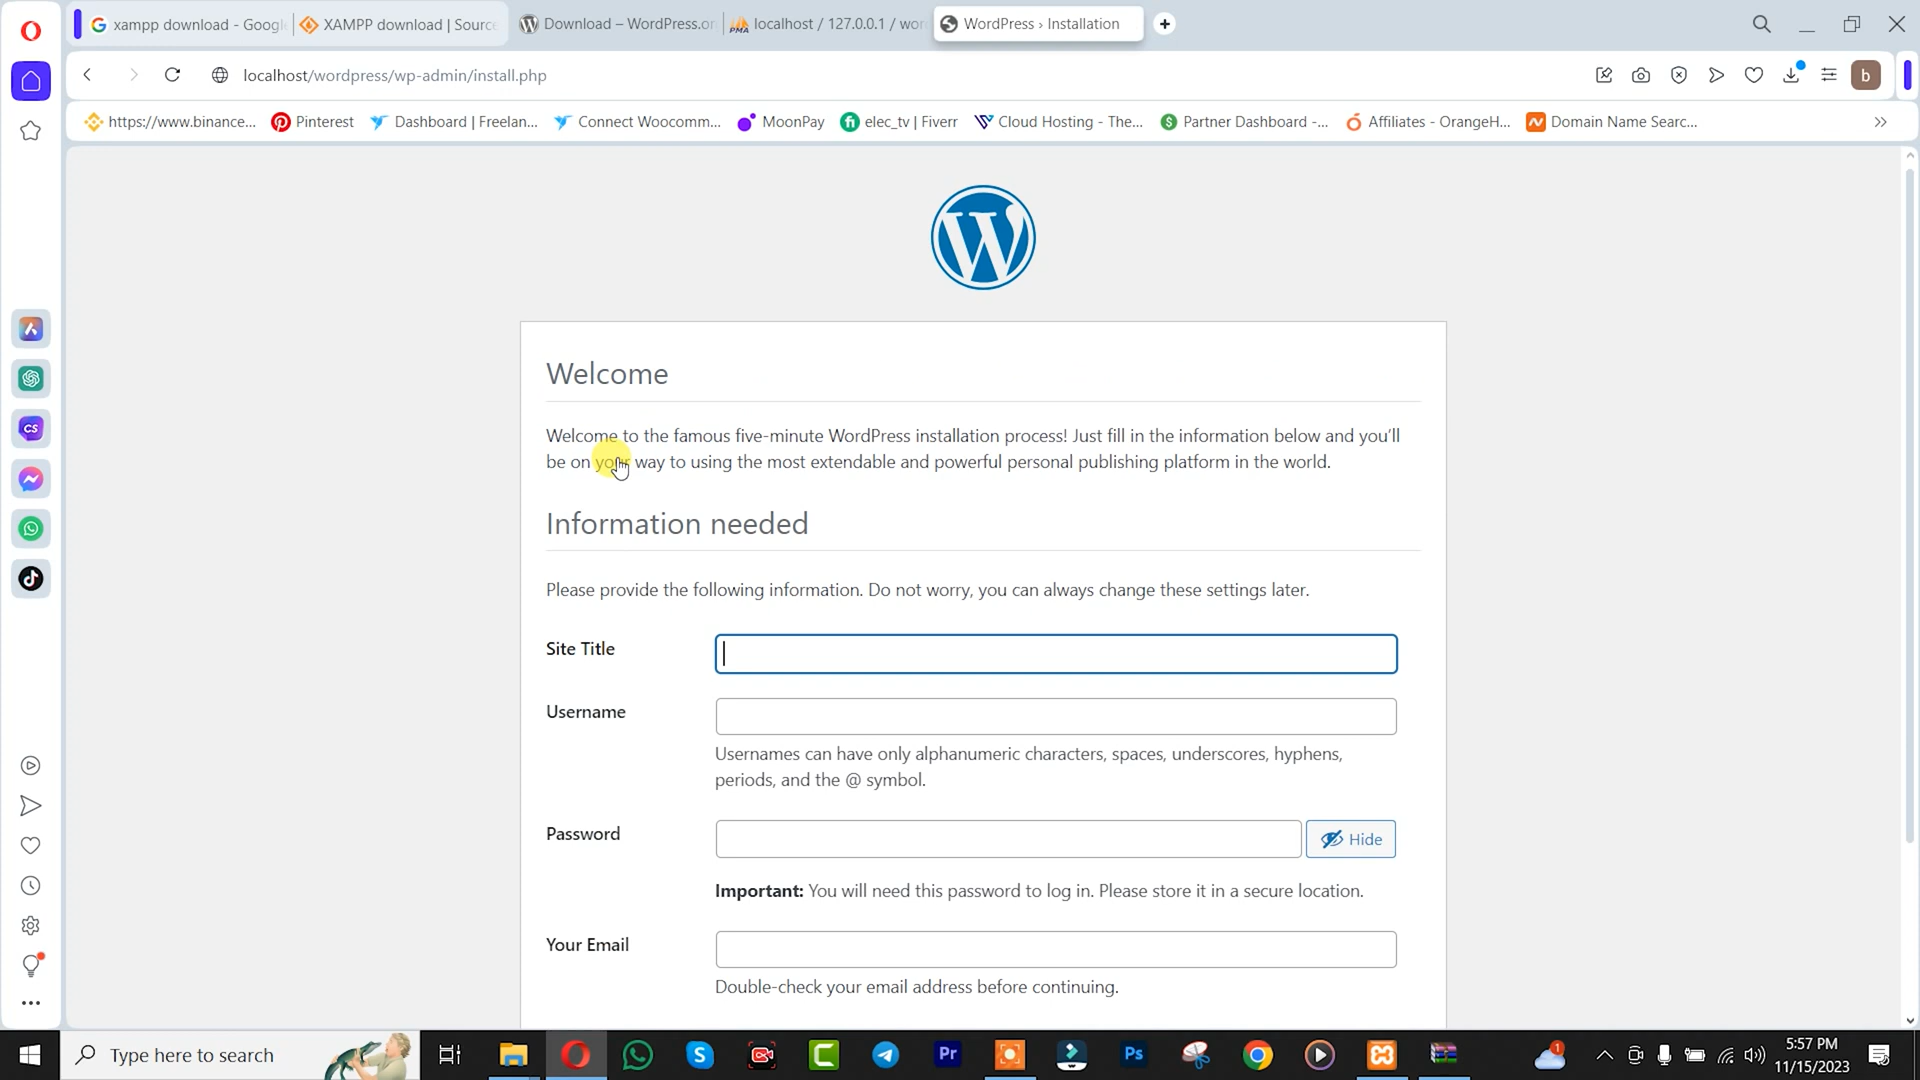 xampp download - Googl
XAMPP download | Source
Download – WordPress.or
localhost / 127.0.0.1 / wor
WordPress › Installation
localhost/wordpress/wp-admin/install.php
b
https://www.binance...
Pinterest
Dashboard | Freelan...
Connect Woocomm...
MoonPay
elec_tv | Fiverr
Cloud Hosting - The...
Partner Dashboard -...
Affiliates - OrangeH...
Domain Name Searc...
Welcome
Welcome to the famous five-minute WordPress installation process! Just fill in the information below and you'll
be on your way to using the most extendable and powerful personal publishing platform in the world.
Information needed
Please provide the following information. Do not worry, you can always change these settings later.
Site Title
Username
Usernames can have only alphanumeric characters, spaces, underscores, hyphens,
periods, and the @ symbol.
Password
Hide
Important: You will need this password to log in. Please store it in a secure location.
Your Email
Double-check your email address before continuing.
Type here to search
5:57 PM
11/15/2023